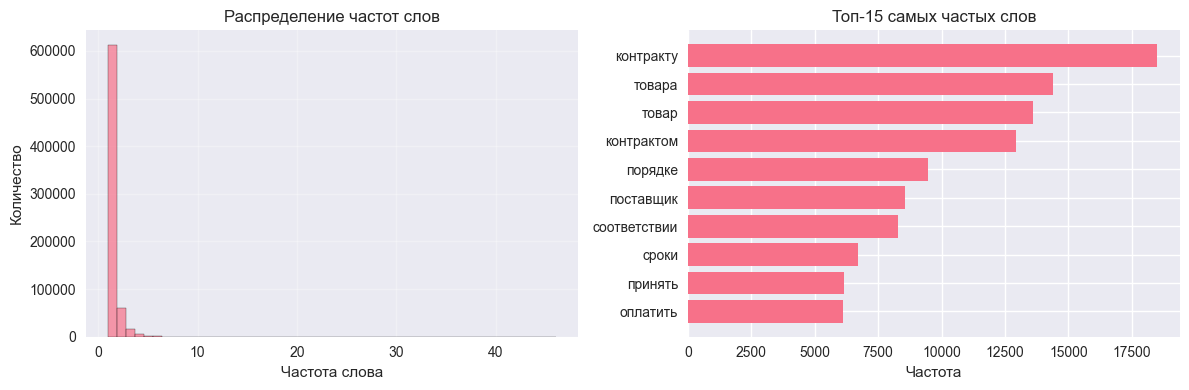 Распределение частот слов
Количество
600000
500000
400000
300000
200000
100000
0
0 10 20 30 40
Частота слова
Топ-15 самых частых слов
контракту
товара
товар
контрактом
порядке
поставщик
соответствии
сроки
принять
оплатить
0 2500 5000 7500 10000 12500 15000 17500
Частота